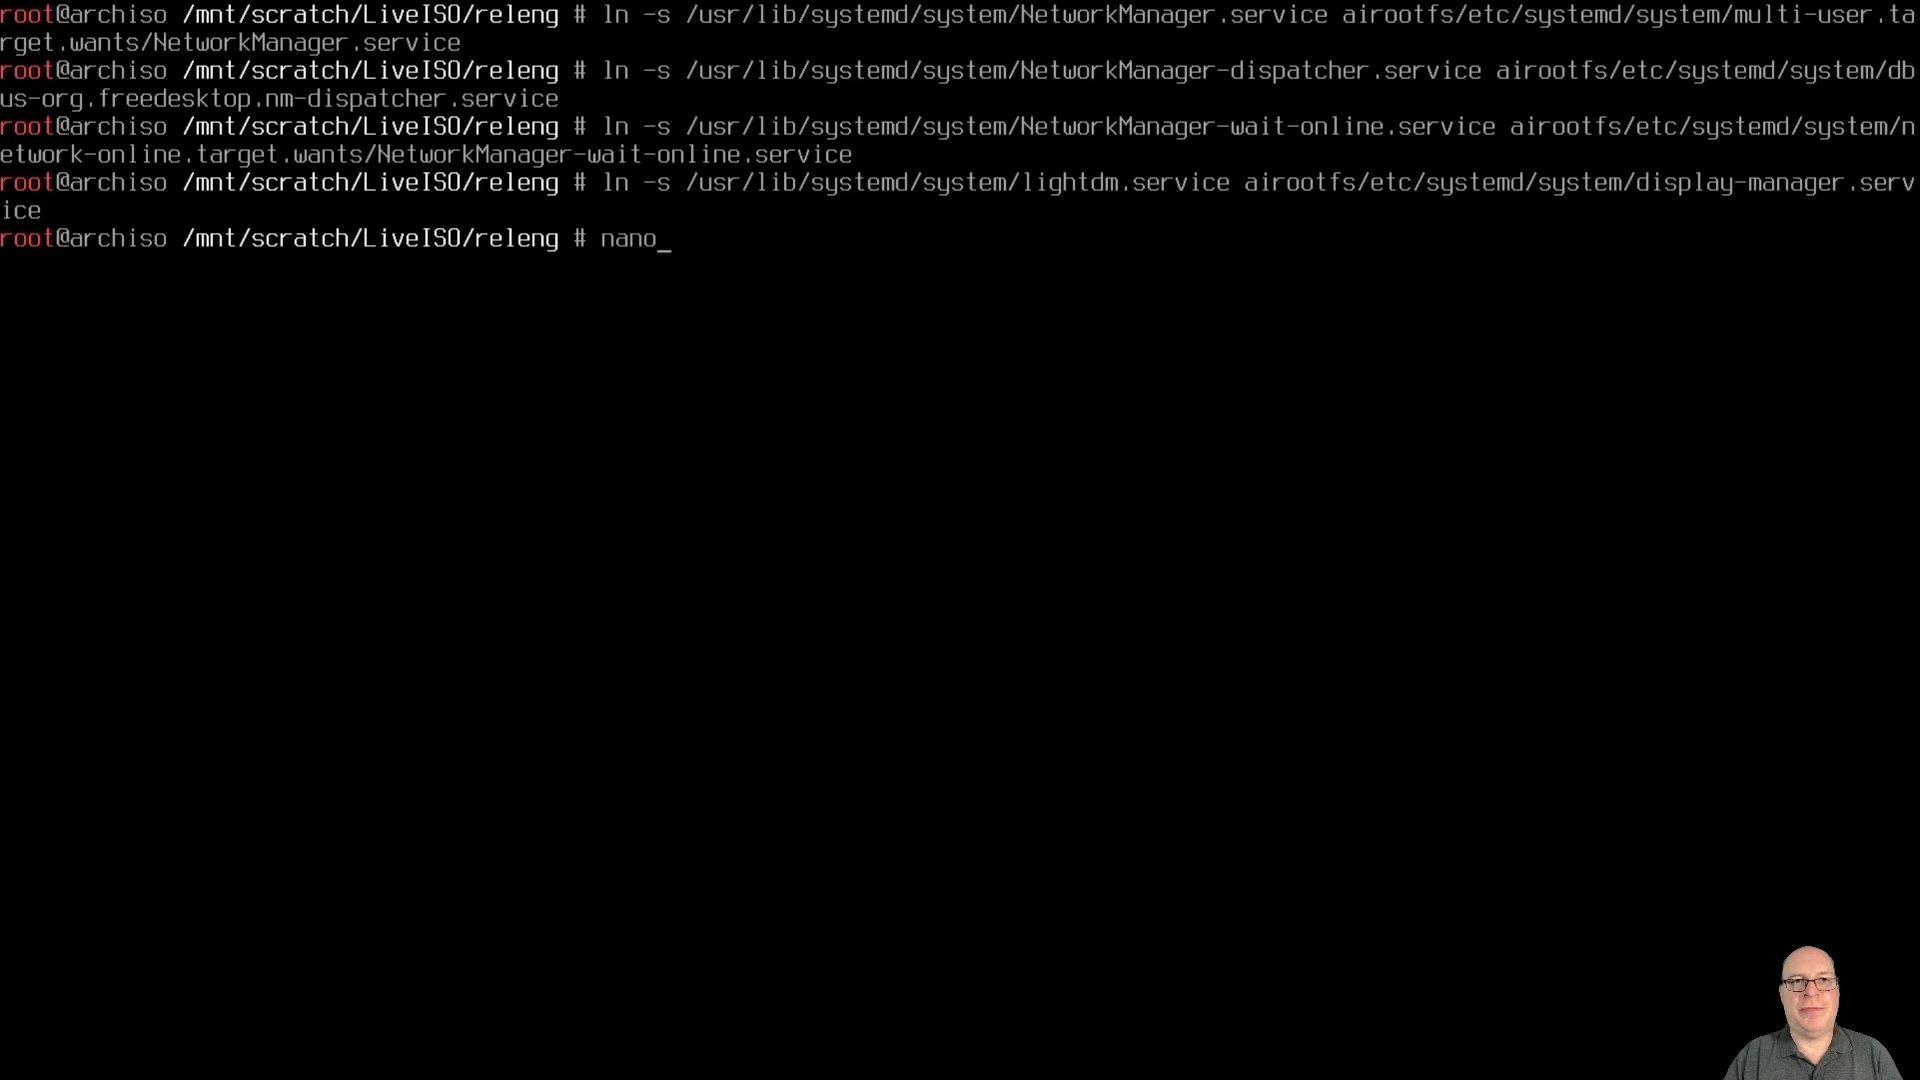 root@archiso /mnt/scratch/LiveISO/releng # ln -s /usr/lib/systemd/system/NetworkManager.service airootfs/etc/systemd/system/multi-user.ta
rget.wants/NetworkManager.service
root@archiso /mnt/scratch/LiveISO/releng # ln -s /usr/lib/systemd/system/NetworkManager-dispatcher.service airootfs/etc/systemd/system/db
us-org.freedesktop.nm-dispatcher.service
root@archiso /mnt/scratch/LiveISO/releng # ln -s /usr/lib/systemd/system/NetworkManager-wait-online.service airootfs/etc/systemd/system/n
etwork-online.target.wants/NetworkManager-wait-online.service
root@archiso /mnt/scratch/LiveISO/releng # ln -s /usr/lib/systemd/system/lightdm.service airootfs/etc/systemd/system/display-manager.serv
ice
root@archiso /mnt/scratch/LiveISO/releng # nano_